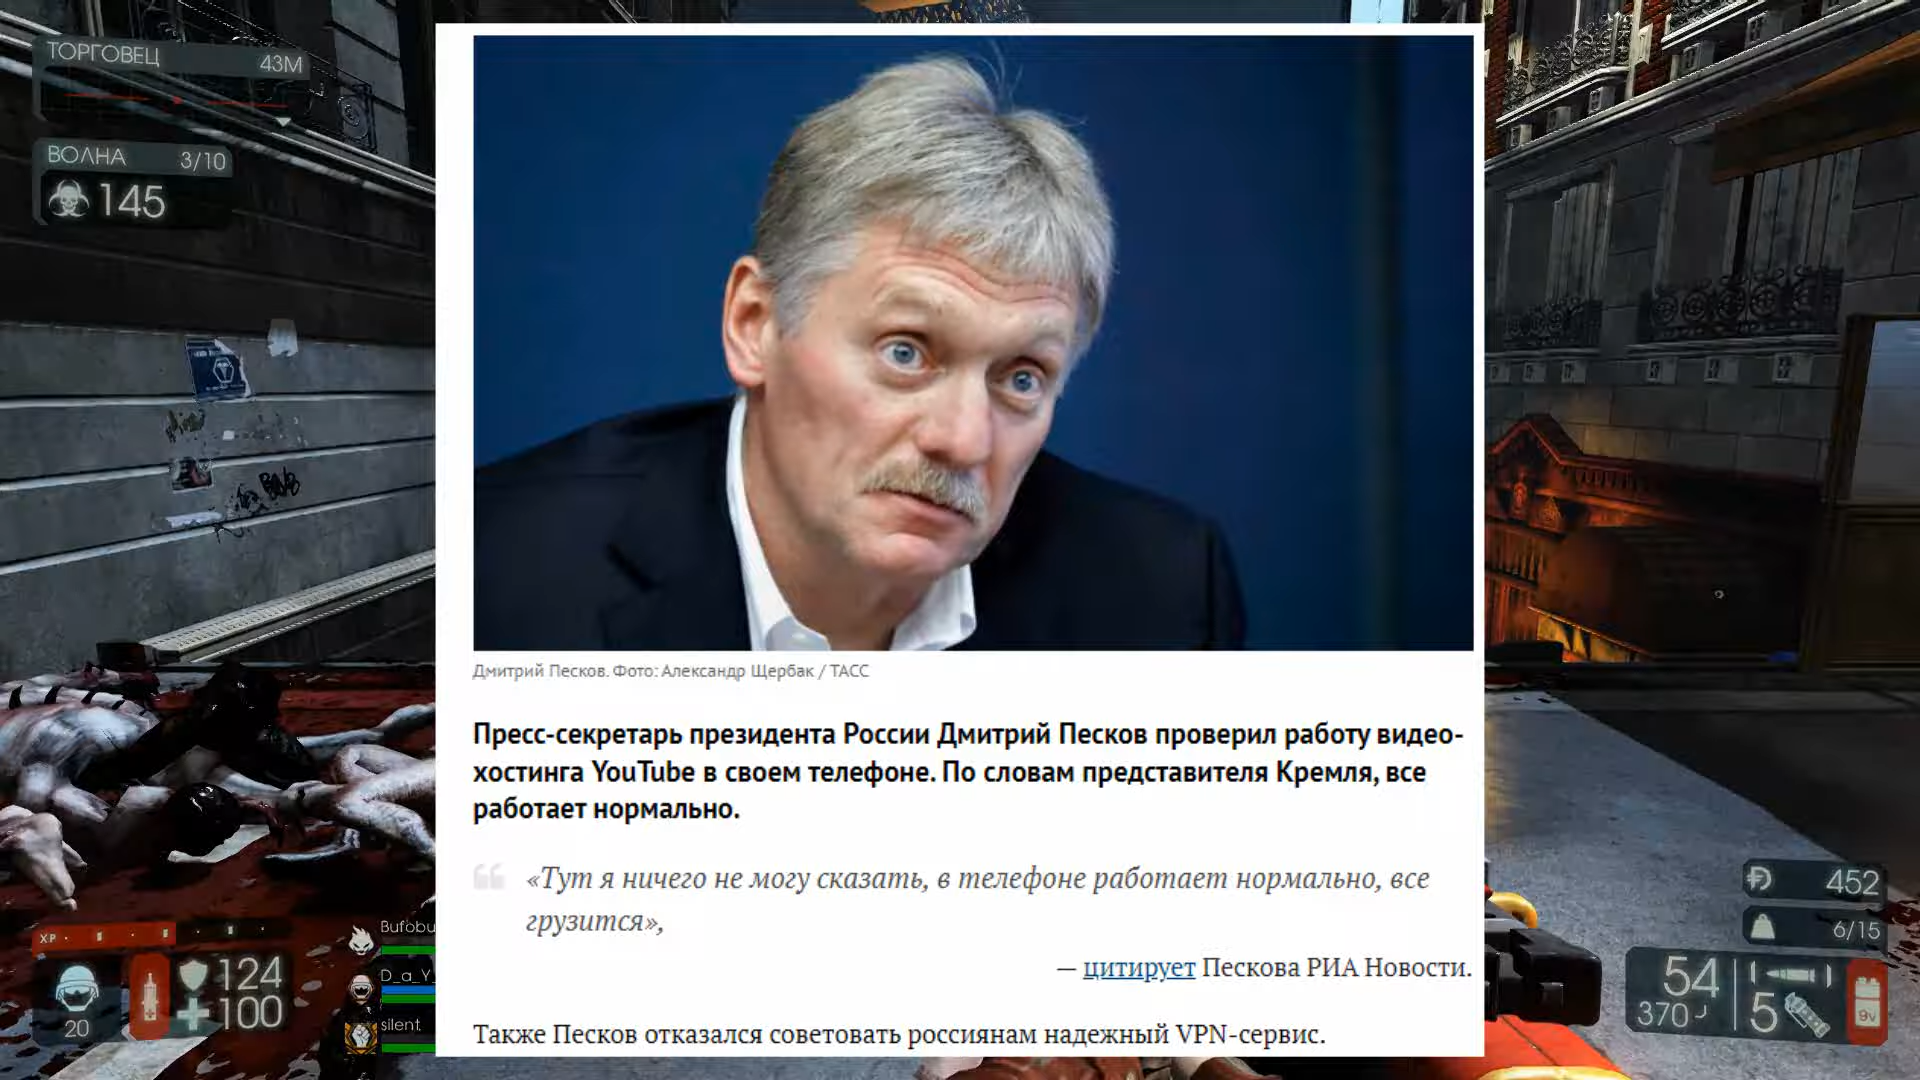 ТОРГОВЕЦ 43М
ВОЛНА 3/10
145
Дмитрий Песков. Фото: Александр Щербак / ТАСС
Пресс-секретарь президента России Дмитрий Песков проверил работу видео-
хостинга YouTube в своем телефоне. По словам представителя Кремля, все
работает нормально.
«Тут я ничего не могу сказать, в телефоне работает нормально, все
грузится»,
— цитирует Пескова РИА Новости.
Также Песков отказался советовать россиянам надежный VPN-сервис.
XP
124
100
20
Bufobu
D_a_Y
silent
452
6/15
54
370
5
9v